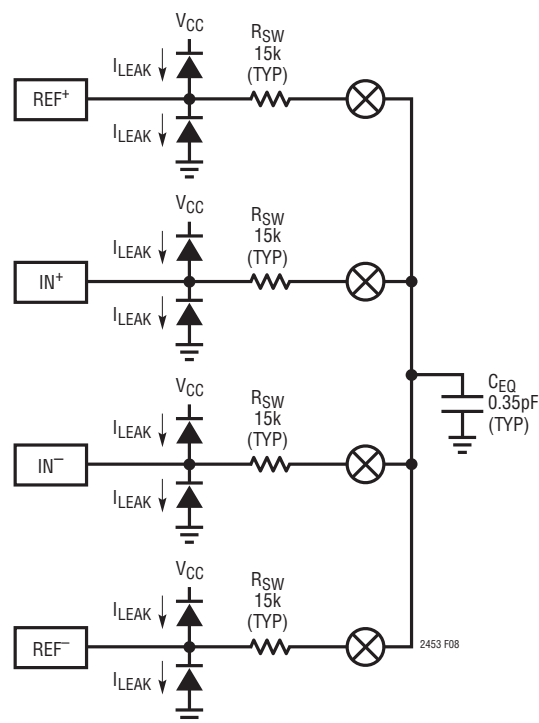 VCC
ILEAK
RSW
15k
(TYP)
REF+
ILEAK
VCC
ILEAK
RSW
15k
(TYP)
IN+
ILEAK
VCC
ILEAK
RSW
15k
(TYP)
IN−
ILEAK
CEQ
0.35pF
(TYP)
VCC
ILEAK
RSW
15k
(TYP)
REF−
ILEAK
2453 F08